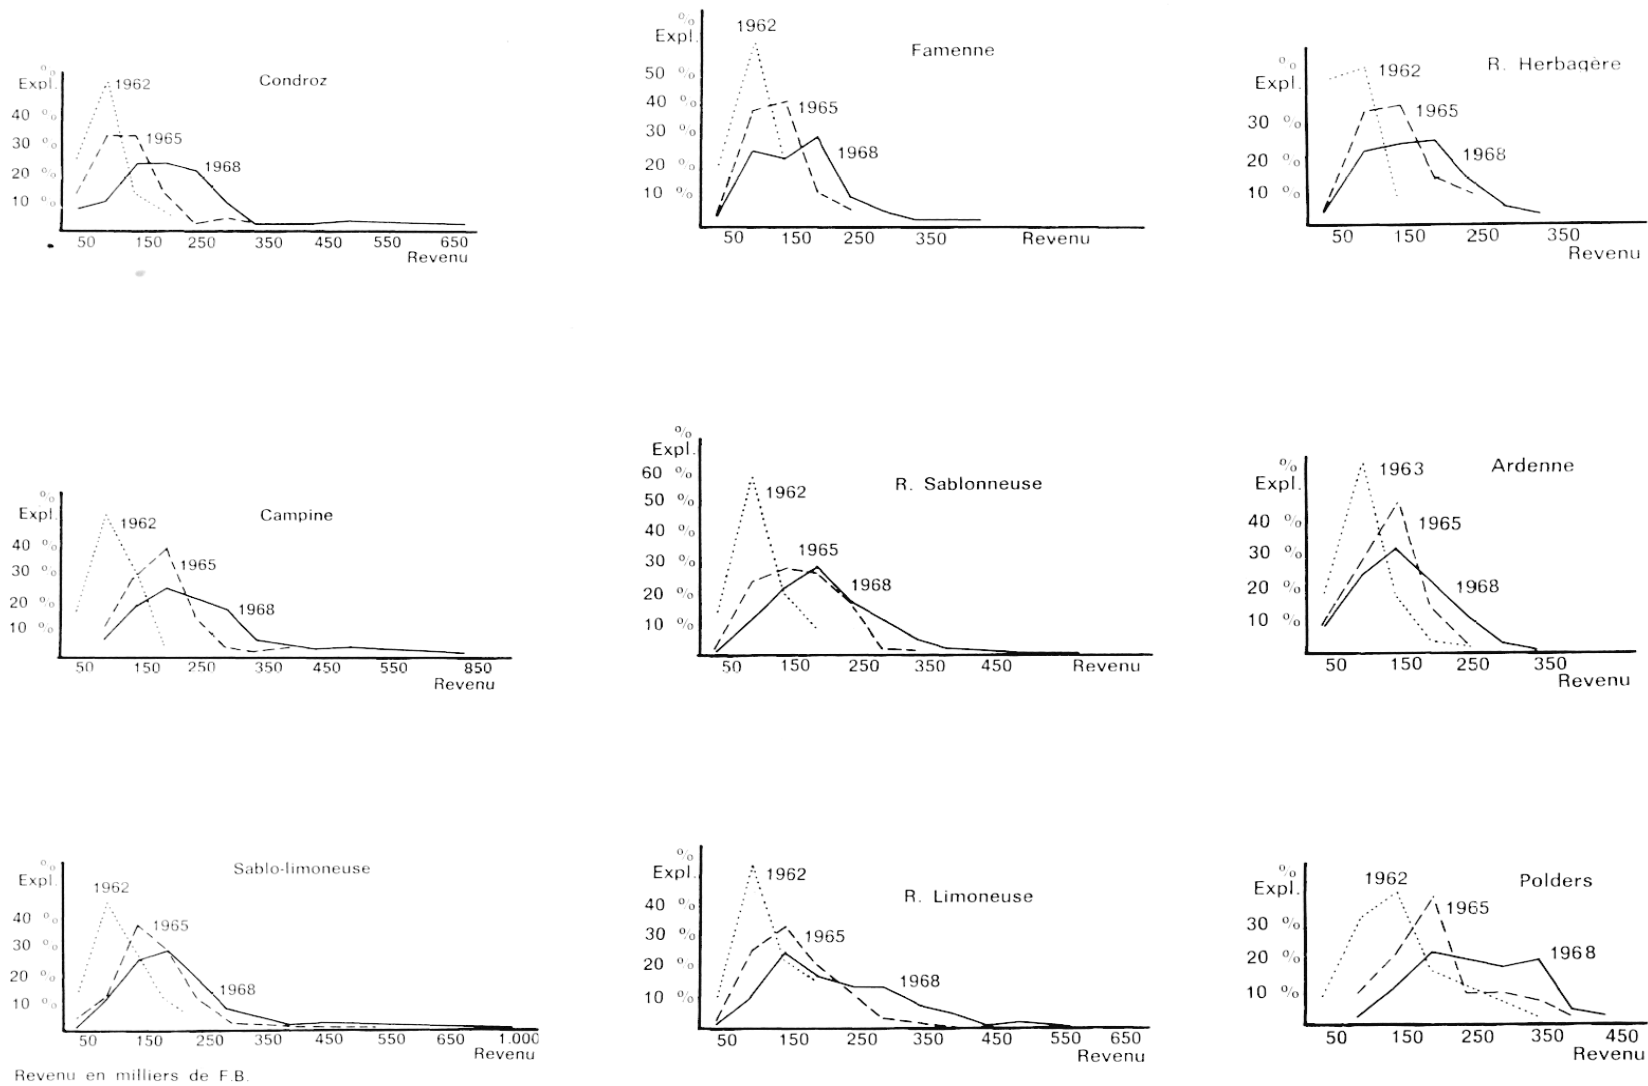 %
Expl.
Condroz
1962
1965
1968
40 %
30 %
20 %
10 %
50 150 250 350 450 550 650
Revenu
%
Expl.
Famenne
1962
1965
1968
50 %
40 %
30 %
20 %
10 %
50 150 250 350 Revenu
%
Expl.
R. Herbagère
1962
1965
1968
30 %
20 %
10 %
50 150 250 350
Revenu
%
Expl.
Campine
1962
1965
1968
40 %
30 %
20 %
10 %
50 150 250 350 450 550 650 850
Revenu
%
Expl.
R. Sablonneuse
1962
1965
1968
60 %
50 %
40 %
30 %
20 %
10 %
50 150 250 350 450 Revenu
%
Expl.
Ardenne
1963
1965
1968
40 %
30 %
20 %
10 %
50 150 250 350
Revenu
%
Expl.
Sablo-limoneuse
1962
1965
1968
40 %
30 %
20 %
10 %
50 150 250 350 450 550 650 1.000
Revenu
%
Expl.
R. Limoneuse
1962
1965
1968
40 %
30 %
20 %
10 %
50 150 250 350 450 550 650
Revenu
%
Expl.
Polders
1962
1965
1968
30 %
20 %
10 %
50 150 250 350 450
Revenu
Revenu en milliers de F.B.